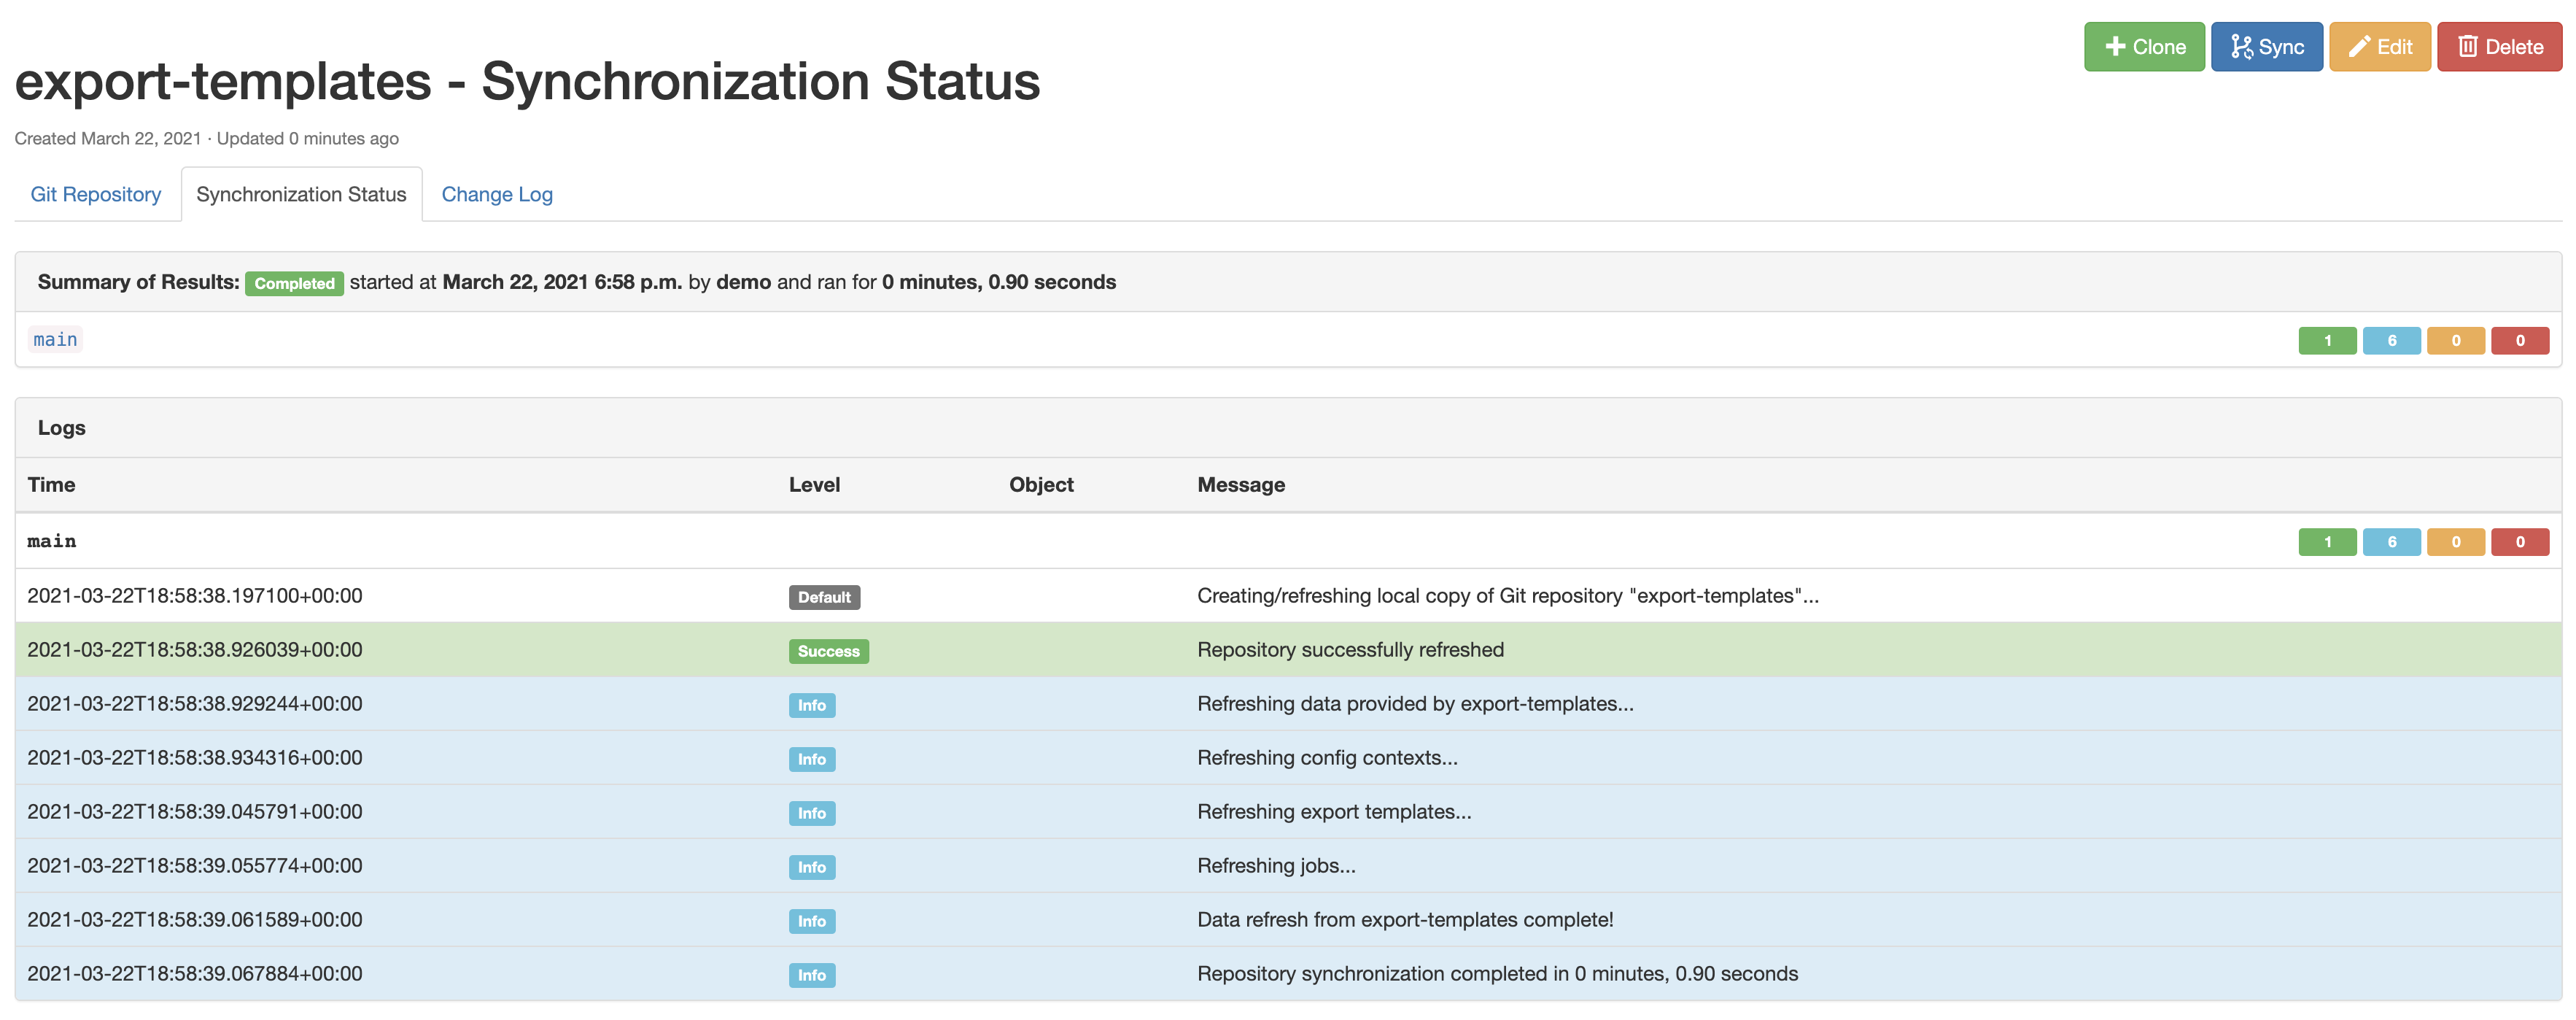 Clone Sync Edit Delete
export-templates - Synchronization Status
Created March 22, 2021 · Updated 0 minutes ago
Git Repository Synchronization Status Change Log
Summary of Results: Completed started at March 22, 2021 6:58 p.m. by demo and ran for 0 minutes, 0.90 seconds
main 1 6 0 0
Logs
Time Level Object Message
main 1 6 0 0
2021-03-22T18:58:38.197100+00:00 Default Creating/refreshing local copy of Git repository "export-templates"...
2021-03-22T18:58:38.926039+00:00 Success Repository successfully refreshed
2021-03-22T18:58:38.929244+00:00 Info Refreshing data provided by export-templates...
2021-03-22T18:58:38.934316+00:00 Info Refreshing config contexts...
2021-03-22T18:58:39.045791+00:00 Info Refreshing export templates...
2021-03-22T18:58:39.055774+00:00 Info Refreshing jobs...
2021-03-22T18:58:39.061589+00:00 Info Data refresh from export-templates complete!
2021-03-22T18:58:39.067884+00:00 Info Repository synchronization completed in 0 minutes, 0.90 seconds